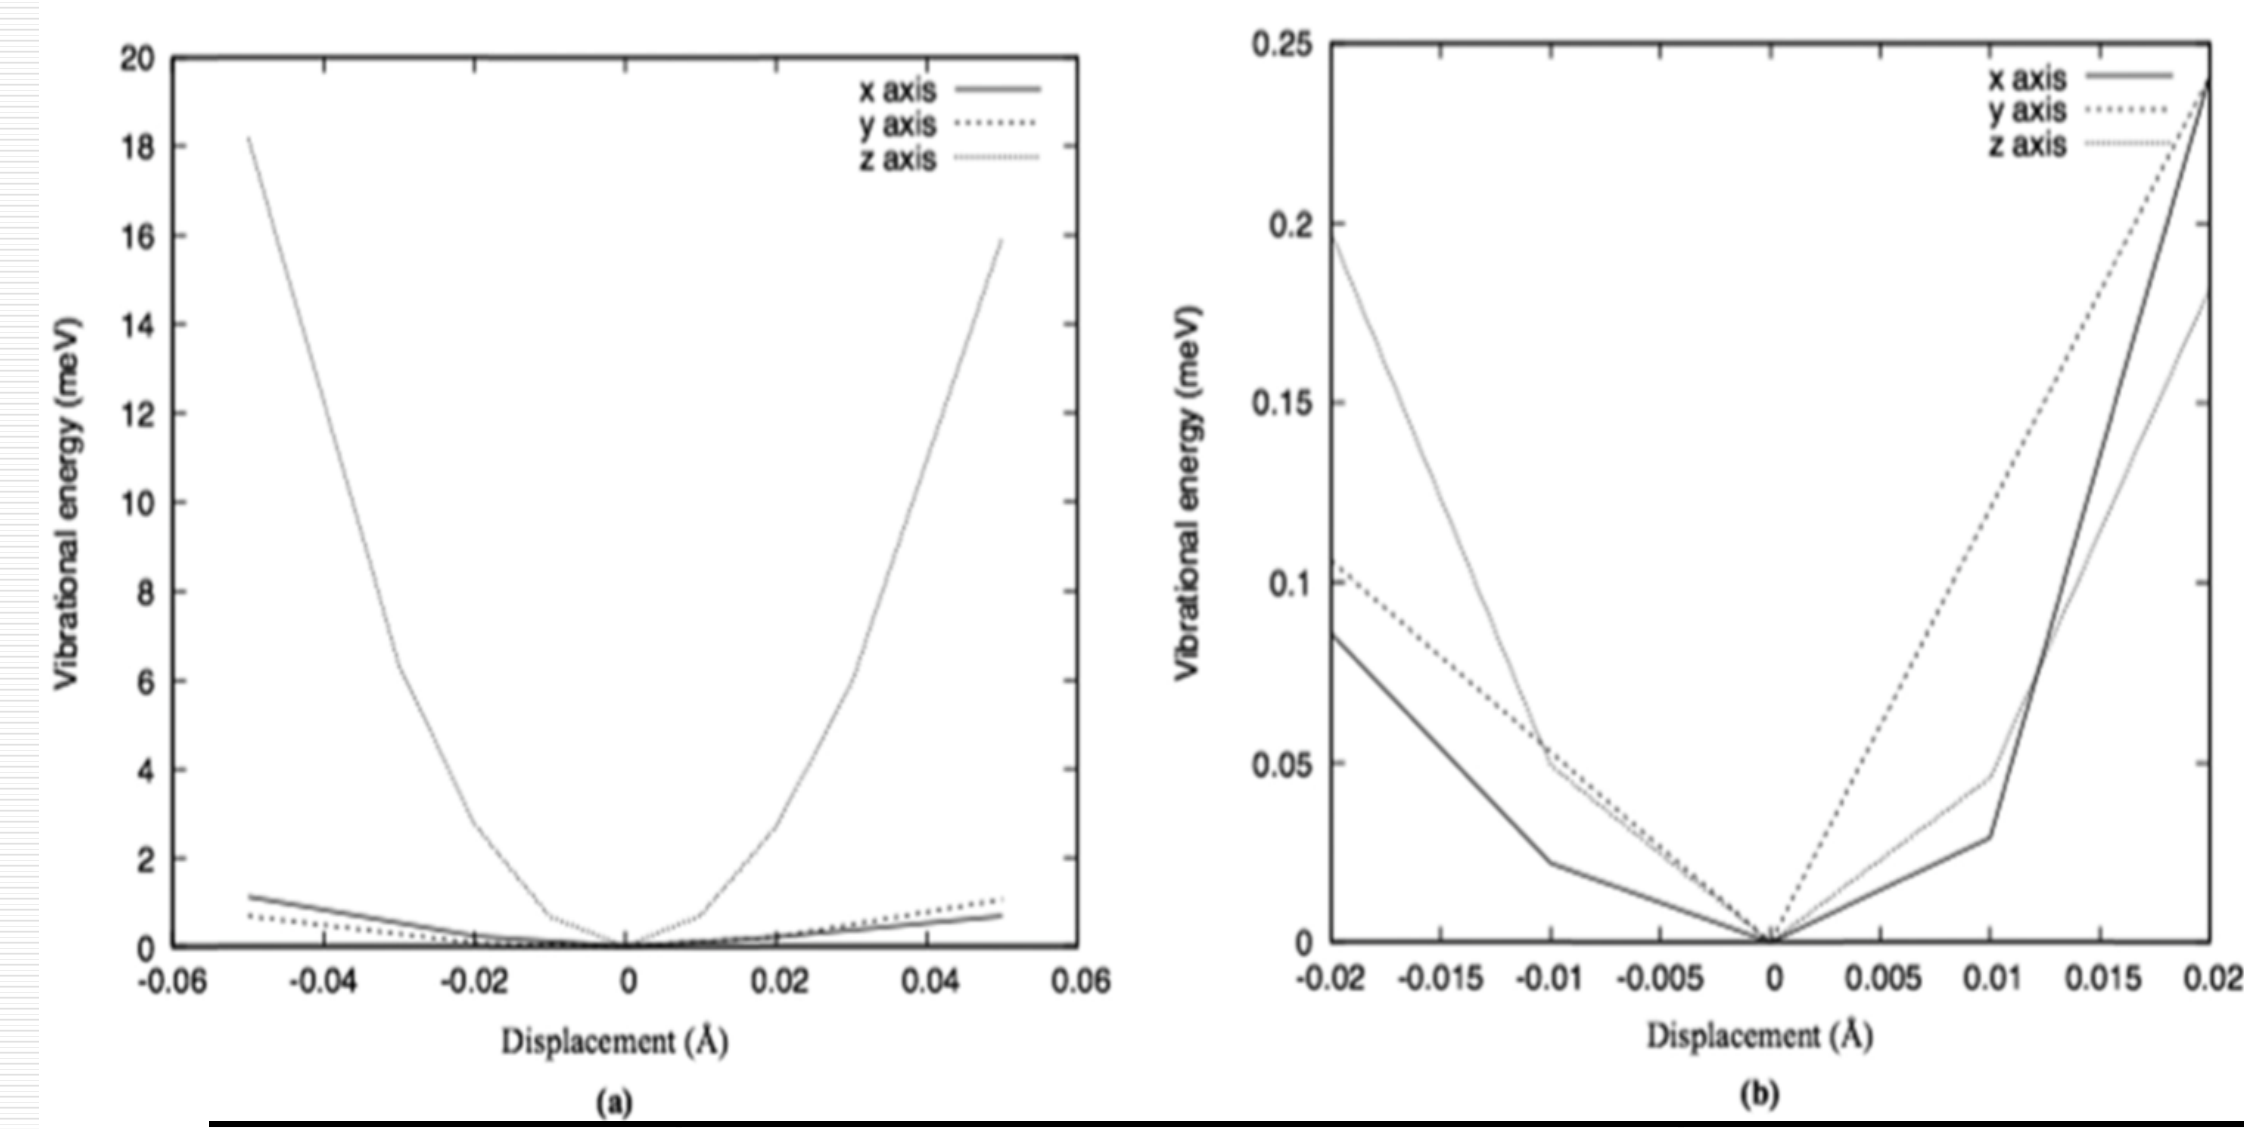 20
18
16
14
12
10
8
6
4
2
0
Vibrational energy (meV)
x axis
y axis
z axis
-0.06 -0.04 -0.02 0 0.02 0.04 0.06
Displacement (Å)
(a)
0.25
0.2
0.15
0.1
0.05
0
Vibrational energy (meV)
x axis
y axis
z axis
-0.02 -0.015 -0.01 -0.005 0 0.005 0.01 0.015 0.02
Displacement (Å)
(b)